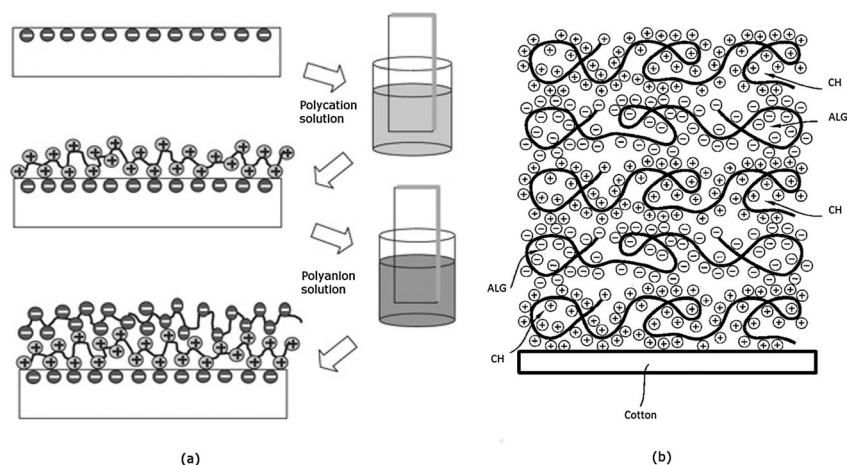 Polycation
solution
Polyanion
solution
(a)
(b)
CH
ALG
CH
ALG
CH
Cotton